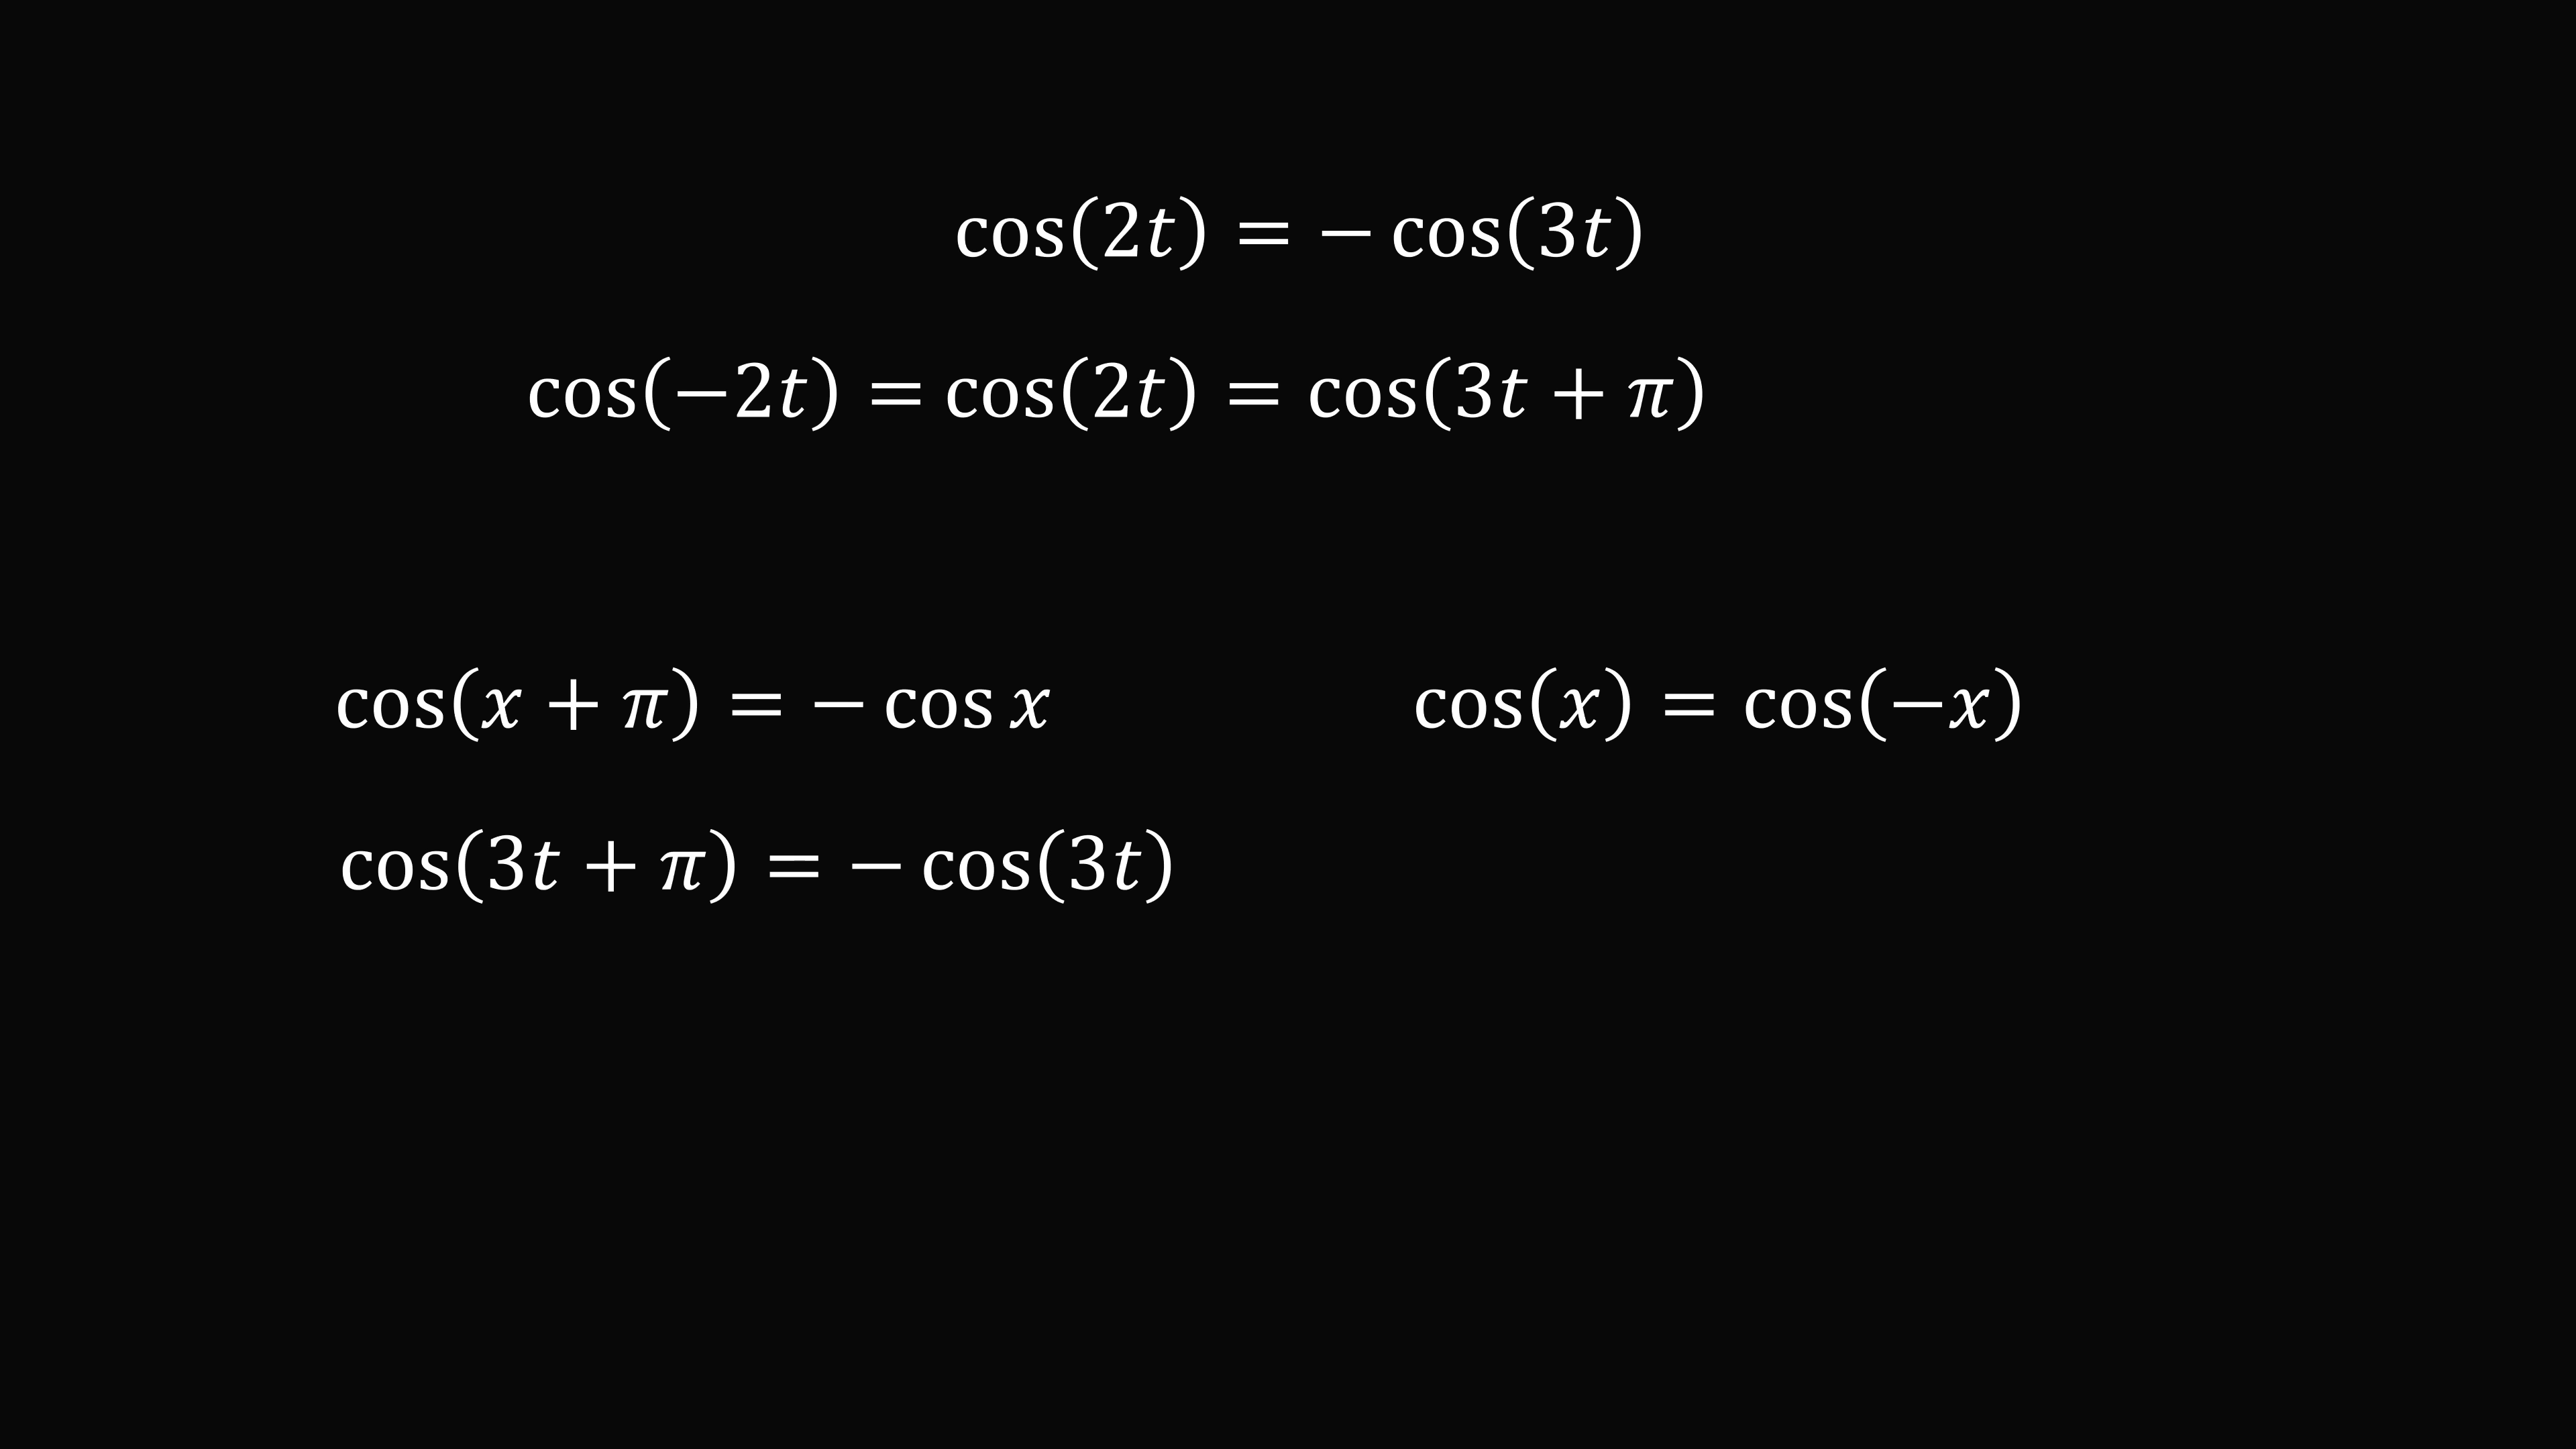 cos(2t) = − cos(3t)
cos(−2t) = cos(2t) = cos(3t + π)
cos(x + π) = − cos x
cos(x) = cos(−x)
cos(3t + π) = − cos(3t)